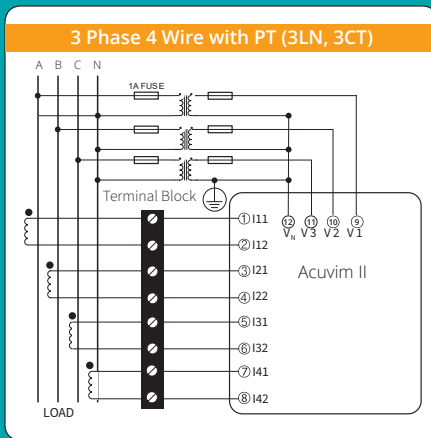 3 Phase 4 Wire with PT (3LN, 3CT)
A B C N
1A FUSE
Terminal Block
12 11 10 9
VN V3 V2 V1
Acuvim II
1 I11
2 I12
3 I21
4 I22
5 I31
6 I32
7 I41
8 I42
LOAD